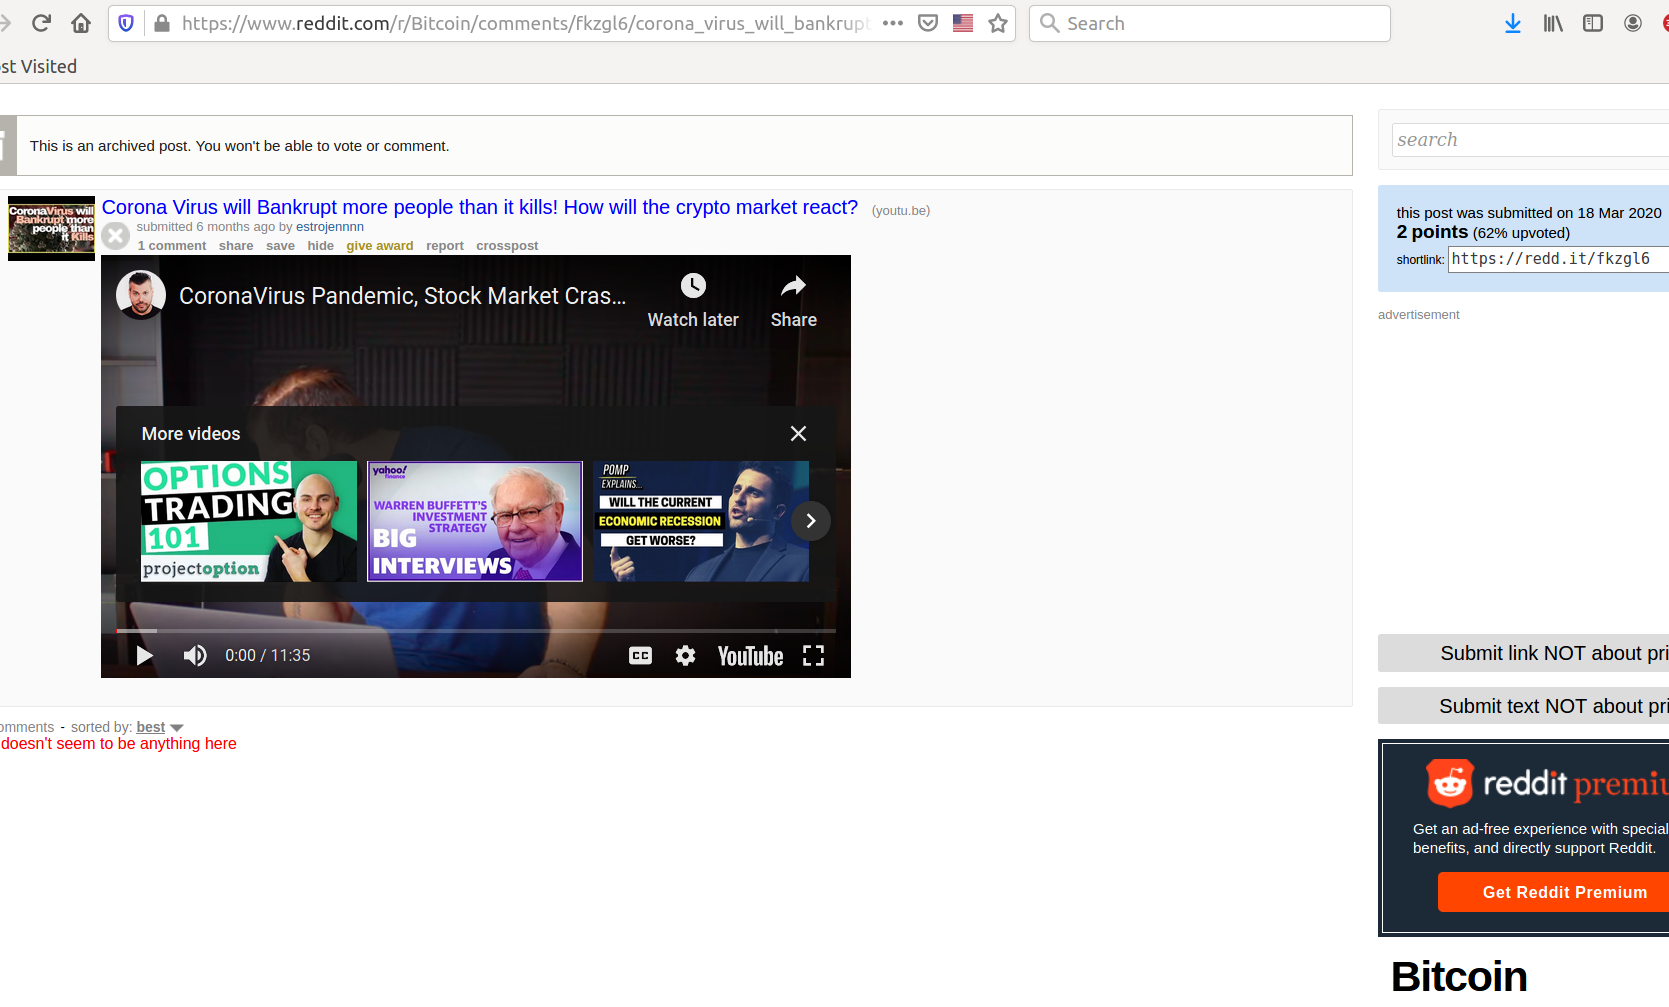 https://www.reddit.com/r/Bitcoin/comments/fkzgl6/corona_virus_will_bankrupt
Search
st Visited
This is an archived post. You won't be able to vote or comment.
search
CoronaVirus will
Bankrupt more
people than
it Kills
Corona Virus will Bankrupt more people than it kills! How will the crypto market react? (youtu.be)
submitted 6 months ago by estrojennnn
1 comment share save hide give award report crosspost
this post was submitted on 18 Mar 2020
2 points (62% upvoted)
shortlink: https://redd.it/fkzgl6
advertisement
CoronaVirus Pandemic, Stock Market Cras...
Watch later
Share
More videos
OPTIONS
TRADING
101
projectoption
yahoo!
finance
WARREN BUFFETT'S
INVESTMENT
STRATEGY
BIG
INTERVIEWS
POMP
EXPLAINS...
WILL THE CURRENT
ECONOMIC RECESSION
GET WORSE?
0:00 / 11:35
CC
YouTube
Submit link NOT about pri
Submit text NOT about pri
omments - sorted by: best
doesn't seem to be anything here
reddit premiu
Get an ad-free experience with special
benefits, and directly support Reddit.
Get Reddit Premium
Bitcoin